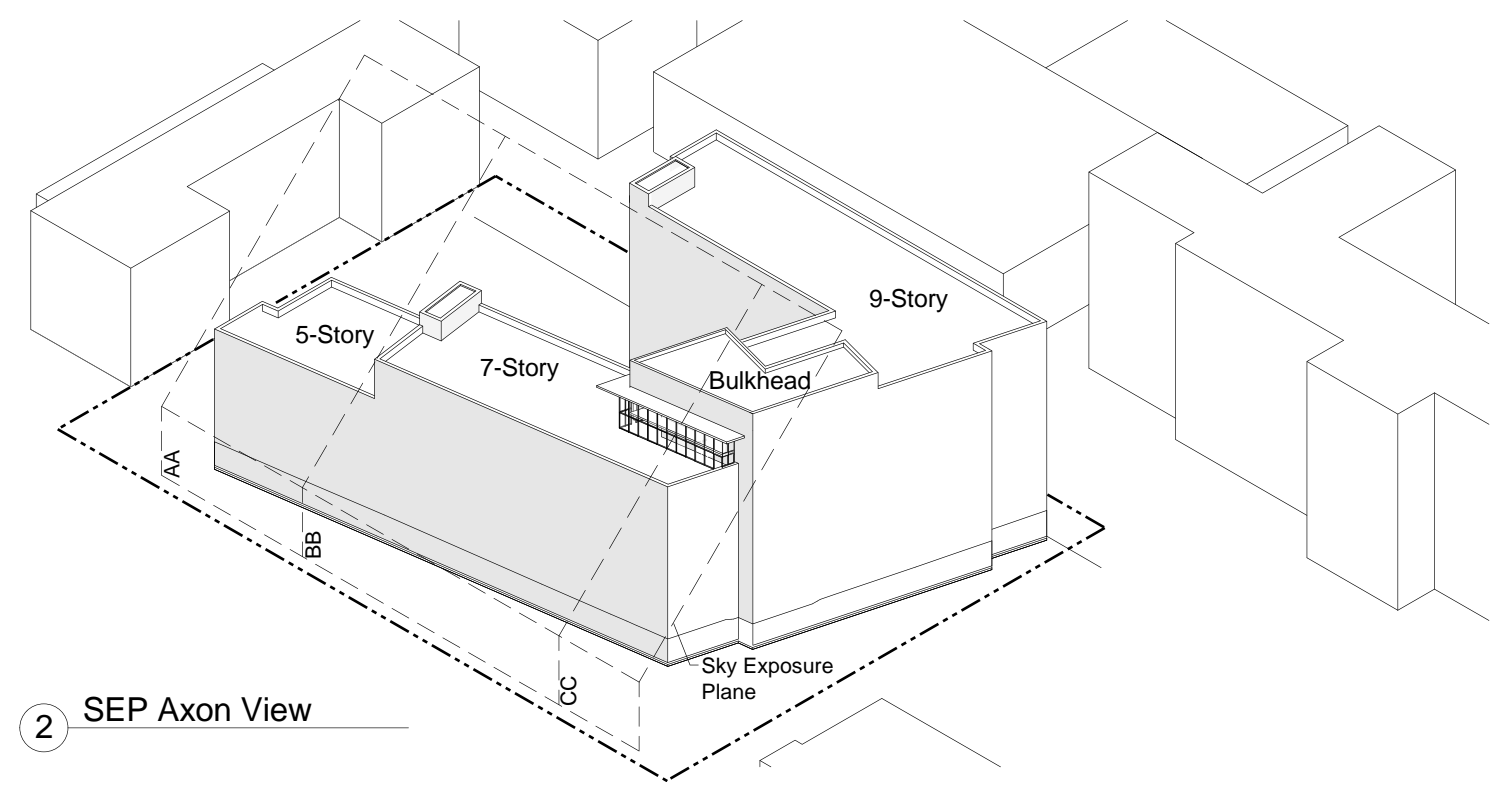 9-Story
5-Story
7-Story
Bulkhead
AA
BB
CC
Sky Exposure
Plane
2 SEP Axon View